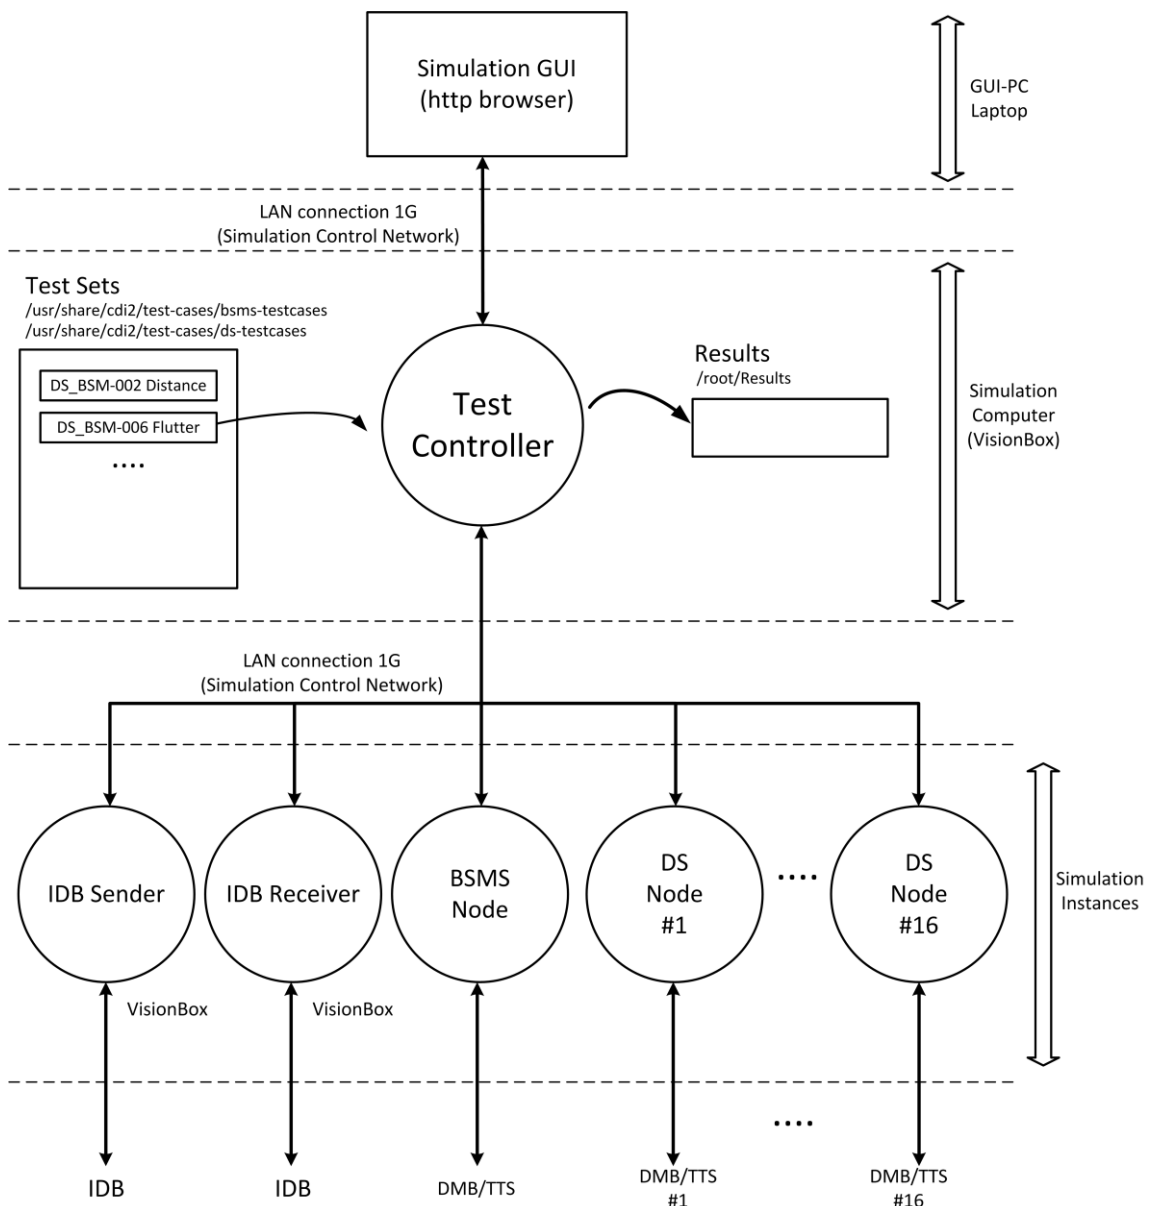 Simulation GUI
(http browser)
GUI-PC
Laptop
LAN connection 1G
(Simulation Control Network)
Test Sets
/usr/share/cdi2/test-cases/bsms-testcases
/usr/share/cdi2/test-cases/ds-testcases
DS_BSM-002 Distance
DS_BSM-006 Flutter
....
Test
Controller
Results
/root/Results
Simulation
Computer
(VisionBox)
LAN connection 1G
(Simulation Control Network)
IDB Sender
IDB Receiver
BSMS
Node
DS
Node
#1
....
DS
Node
#16
Simulation
Instances
VisionBox
VisionBox
IDB
IDB
DMB/TTS
DMB/TTS
#1
....
DMB/TTS
#16